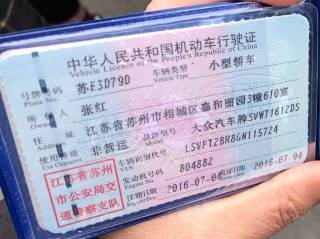 中华人民共和国机动车行驶证
Vehicle License of the People's Republic of China
号牌号码 苏E3D79D 车辆类型 小型轿车
Plate No. Vehicle Type
所有人 张红
Owner
住址 江苏省苏州市相城区嘉和丽园3幢610室
使用性质 非营运 品牌型号 大众汽车牌SVW71612DS
Use Character
车辆识别代号 LSVFT2BR8GN115724
VIN
发动机号码 804882
注册日期 2016-07-04 发证日期 2016-07-04
江苏省苏州
市公安局交
通警察支队